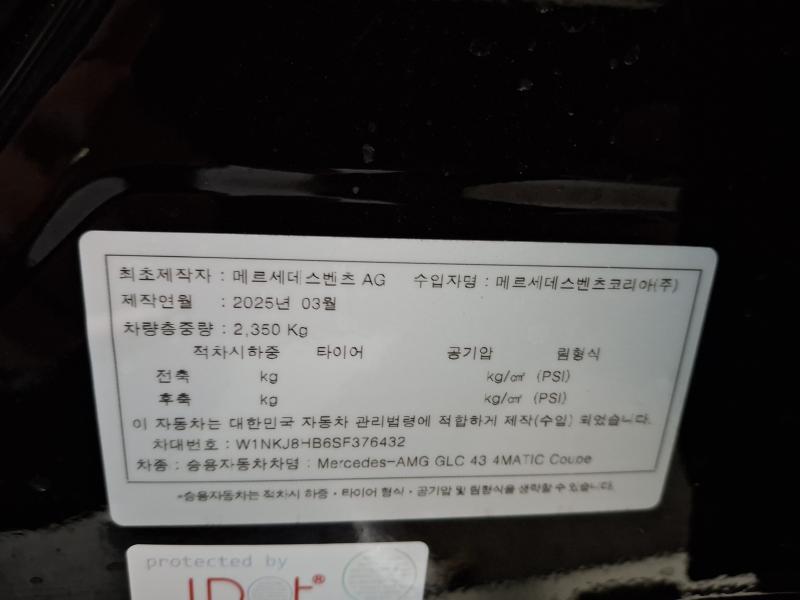 최초제작자 : 메르세데스벤츠 AG 수입자명 : 메르세데스벤츠코리아(주)
제작연월 : 2025년 03월
차량총중량 : 2,350 Kg
적차시하중 타이어 공기압 림형식
전축 kg kg/㎠ (PSI)
후축 kg kg/㎠ (PSI)
이 자동차는 대한민국 자동차 관리법령에 적합하게 제작(수입) 되었습니다.
차대번호 : W1NKJ8HB6SF376432
차종 : 승용자동차차명 : Mercedes-AMG GLC 43 4MATIC Coupe
*승용자동차는 적차시 하중·타이어 형식·공기압 및 림형식을 생략할 수 있습니다.
protected by